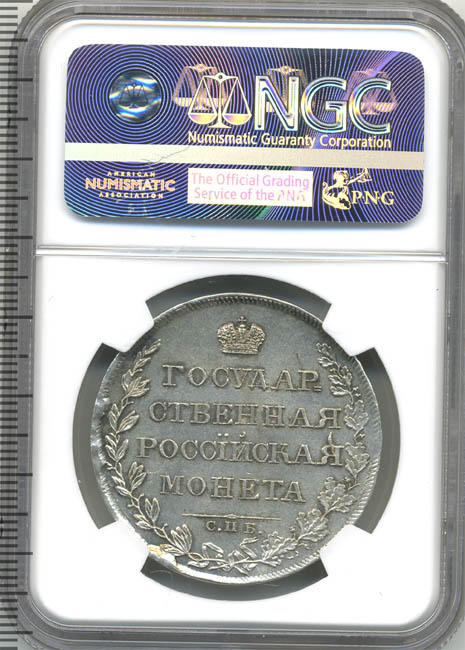 NGC
Numismatic Guaranty Corporation
AMERICAN
NUMISMATIC
ASSOCIATION
The Official Grading
Service of the ANA
PNG
ГОСУДАР
СТВЕННАЯ
РОССІЙСКАЯ
МОНЕТА
С.П.Б.